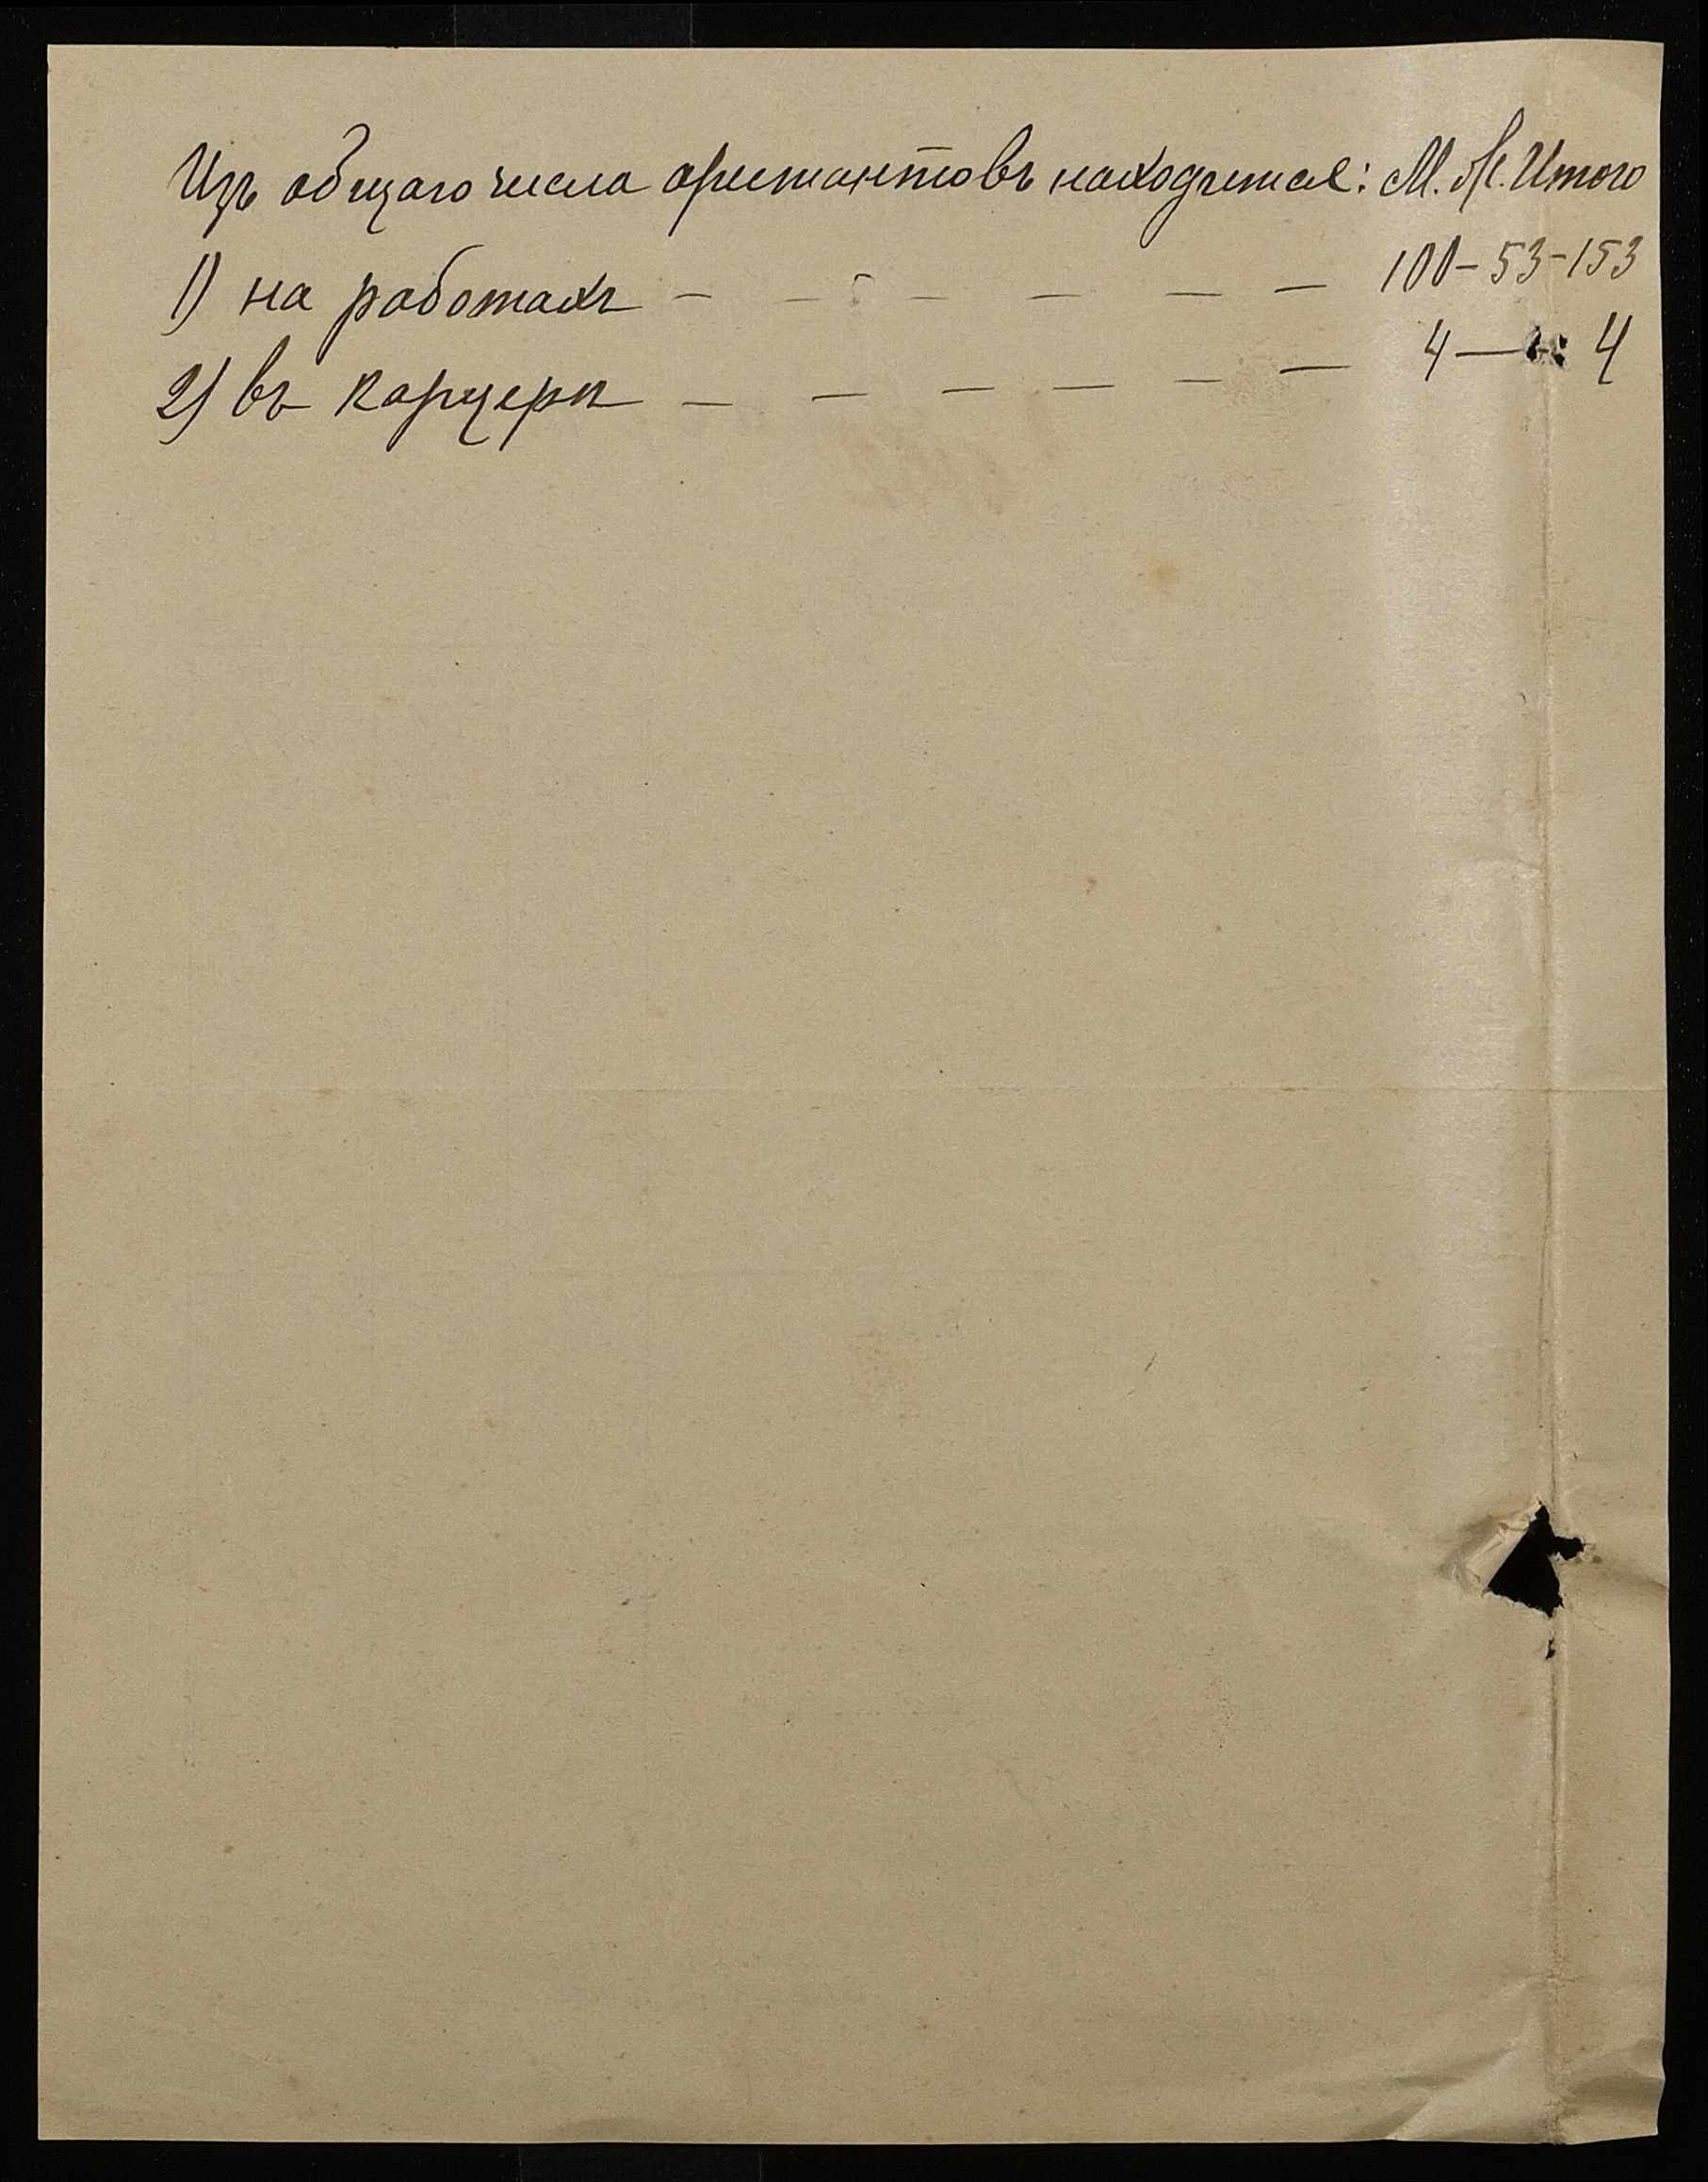 Изъ общаго числа арестантовъ находится: М. Ж. Итого
1) на работахъ — — — — — — 100 - 53 - 153
2) въ карцерѣ — — — — — — 4 — 4